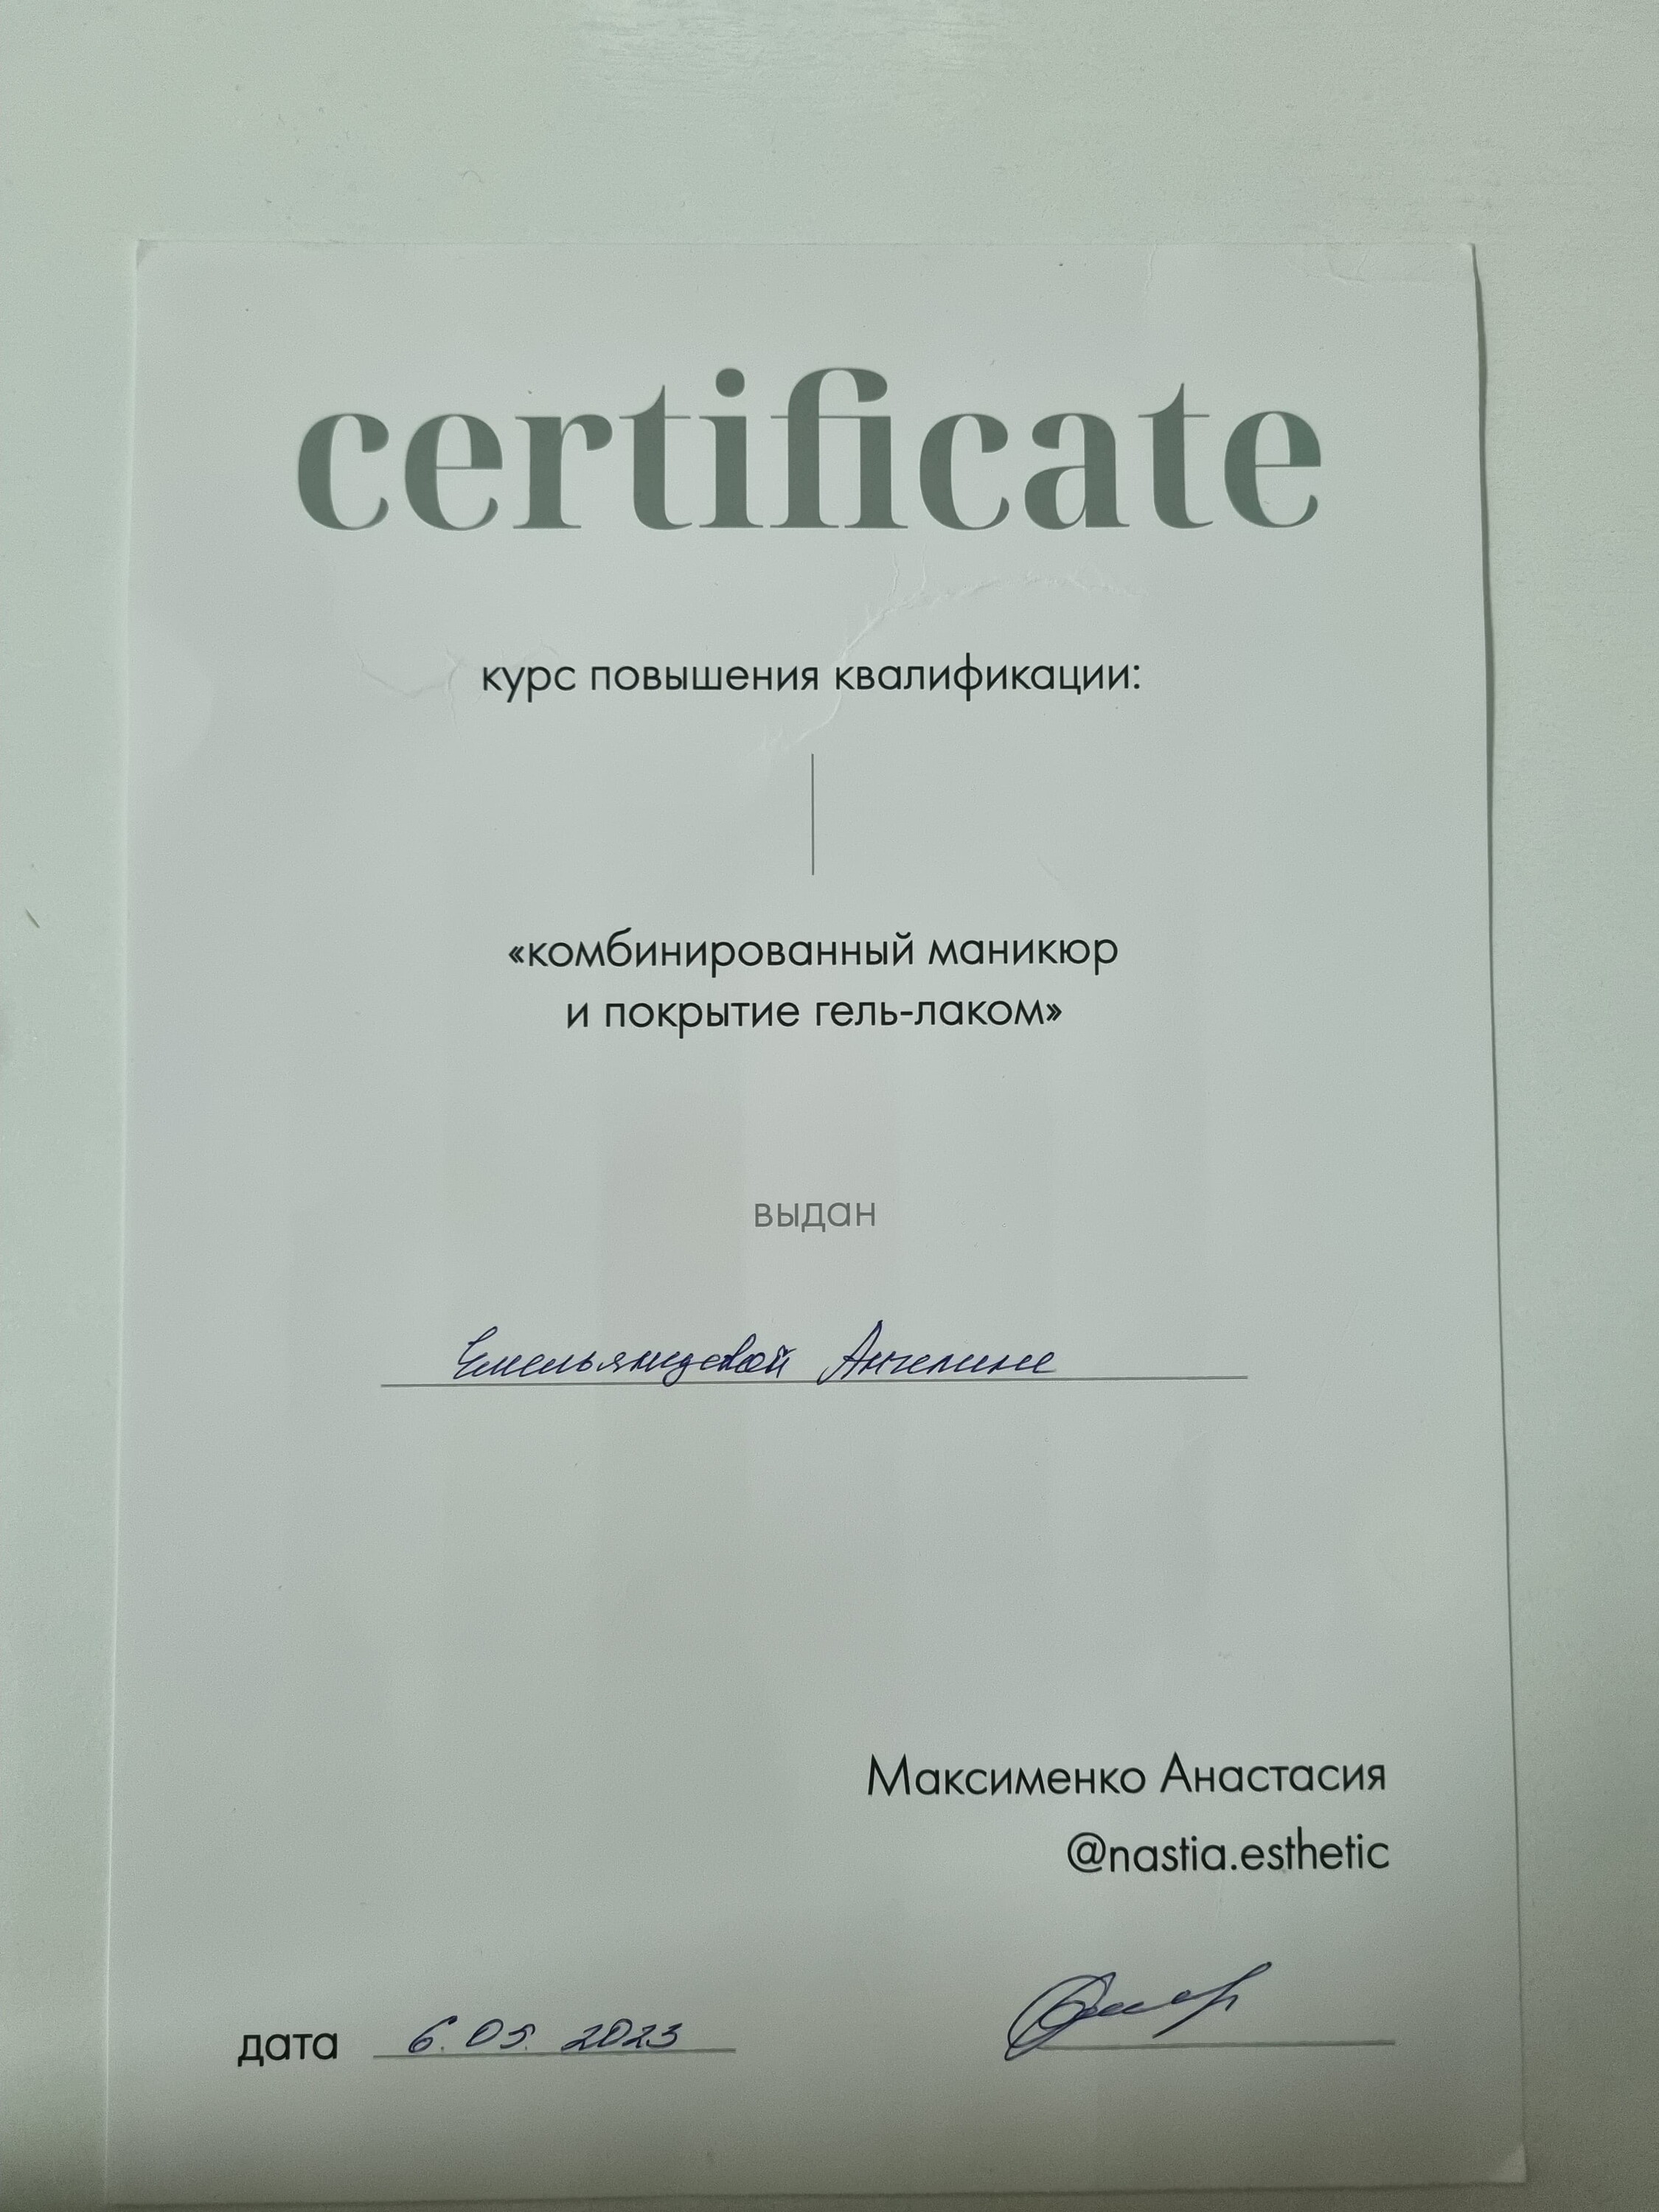 certificate
курс повышения квалификации:
«комбинированный маникюр
и покрытие гель-лаком»
выдан
Емельянцевой Ангелине
Максименко Анастасия
@nastia.esthetic
дата 6.05.2023